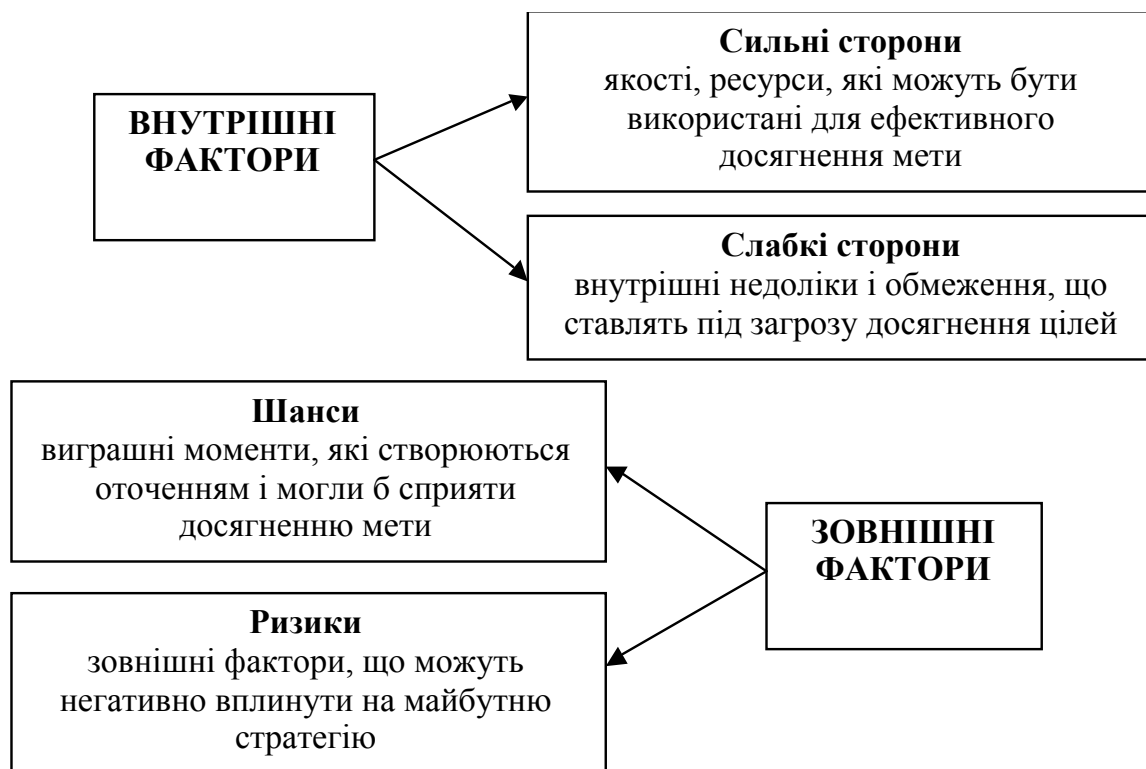 ВНУТРІШНІ
ФАКТОРИ
Сильні сторони
якості, ресурси, які можуть бути
використані для ефективного
досягнення мети
Слабкі сторони
внутрішні недоліки і обмеження, що
ставлять під загрозу досягнення цілей
Шанси
виграшні моменти, які створюються
оточенням і могли б сприяти
досягненню мети
ЗОВНІШНІ
ФАКТОРИ
Ризики
зовнішні фактори, що можуть
негативно вплинути на майбутню
стратегію